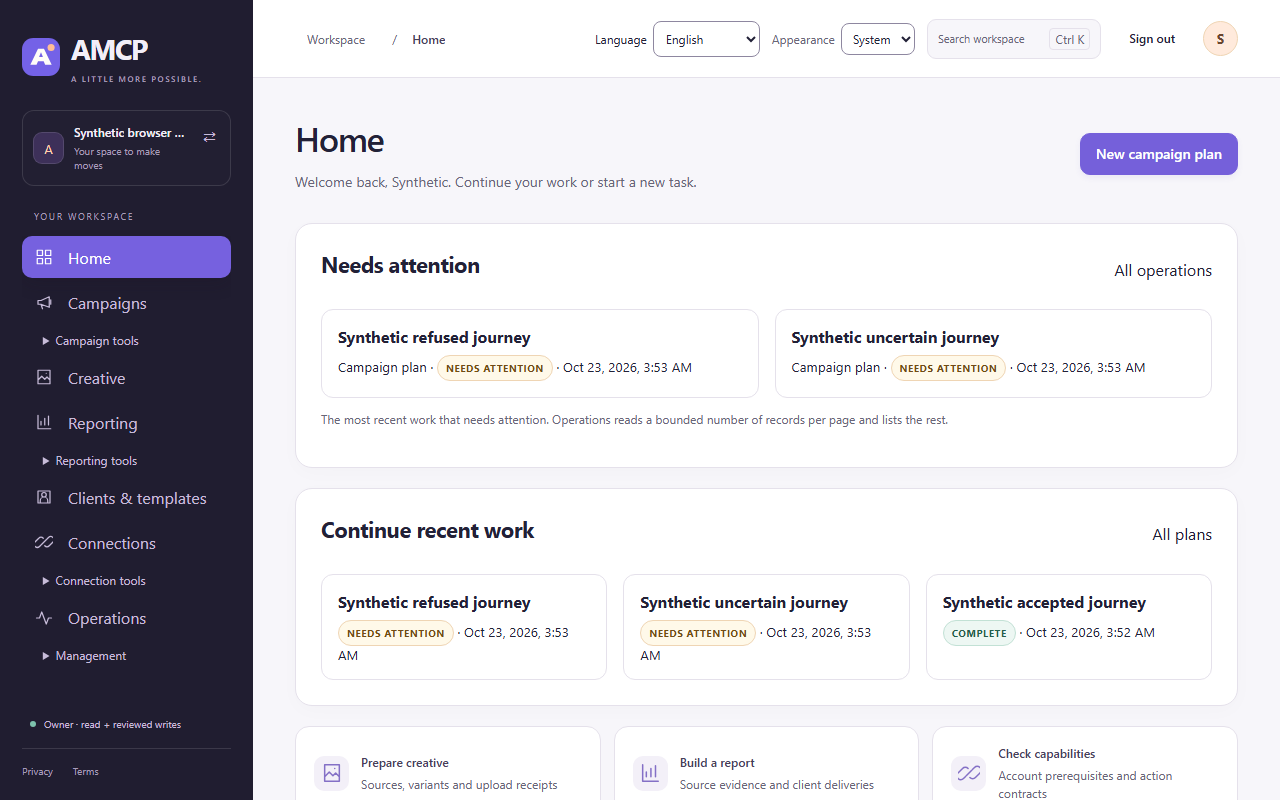 AMCP
A LITTLE MORE POSSIBLE.
A
Synthetic browser ...
Your space to make
moves
YOUR WORKSPACE
Home
Campaigns
Campaign tools
Creative
Reporting
Reporting tools
Clients & templates
Connections
Connection tools
Operations
Management
Owner · read + reviewed writes
Privacy Terms
Workspace / Home
Language English Appearance System Search workspace Ctrl K Sign out S
Home
Welcome back, Synthetic. Continue your work or start a new task.
New campaign plan
Needs attention
All operations
Synthetic refused journey
Campaign plan · NEEDS ATTENTION · Oct 23, 2026, 3:53 AM
Synthetic uncertain journey
Campaign plan · NEEDS ATTENTION · Oct 23, 2026, 3:53 AM
The most recent work that needs attention. Operations reads a bounded number of records per page and lists the rest.
Continue recent work
All plans
Synthetic refused journey
NEEDS ATTENTION · Oct 23, 2026, 3:53
AM
Synthetic uncertain journey
NEEDS ATTENTION · Oct 23, 2026, 3:53
AM
Synthetic accepted journey
COMPLETE · Oct 23, 2026, 3:52 AM
Prepare creative
Sources, variants and upload receipts
Build a report
Source evidence and client deliveries
Check capabilities
Account prerequisites and action
contracts